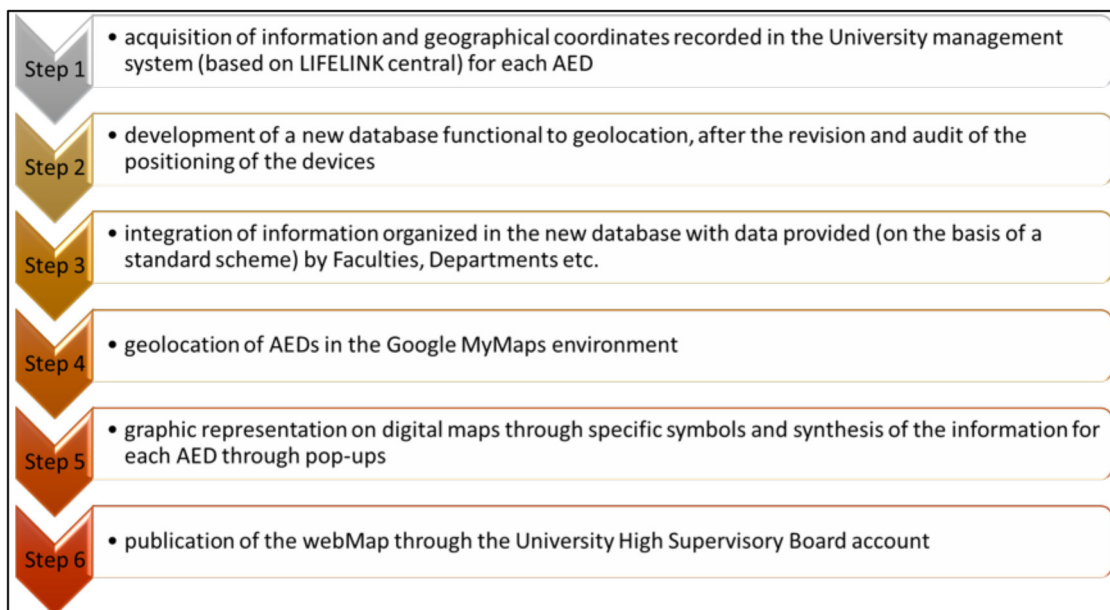 Step 1
• acquisition of information and geographical coordinates recorded in the University management
system (based on LIFELINK central) for each AED
Step 2
• development of a new database functional to geolocation, after the revision and audit of the
positioning of the devices
Step 3
• integration of information organized in the new database with data provided (on the basis of a
standard scheme) by Faculties, Departments etc.
Step 4
• geolocation of AEDs in the Google MyMaps environment
Step 5
• graphic representation on digital maps through specific symbols and synthesis of the information for
each AED through pop-ups
Step 6
• publication of the webMap through the University High Supervisory Board account